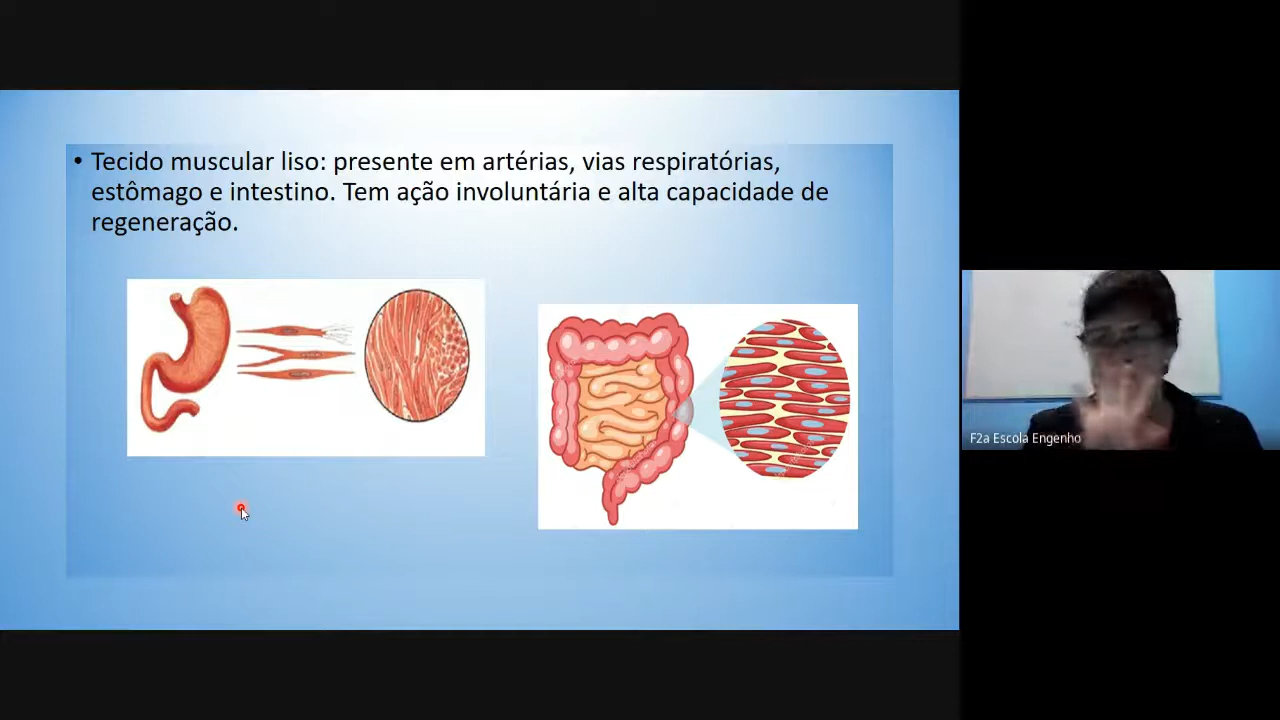 • Tecido muscular liso: presente em artérias, vias respiratórias,
estômago e intestino. Tem ação involuntária e alta capacidade de
regeneração.
F2a Escola Engenho